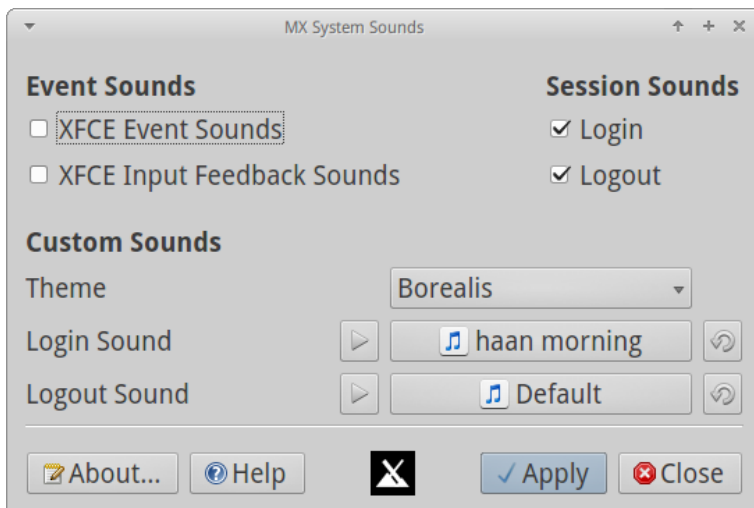 MX System Sounds
Event Sounds
Session Sounds
XFCE Event Sounds
Login
XFCE Input Feedback Sounds
Logout
Custom Sounds
Theme
Borealis
Login Sound
haan morning
Logout Sound
Default
About...
Help
Apply
Close